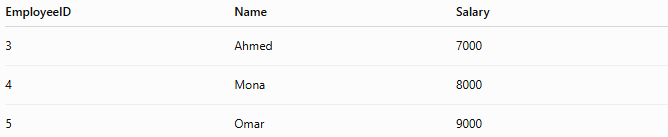 EmployeeID Name Salary
3 Ahmed 7000
4 Mona 8000
5 Omar 9000